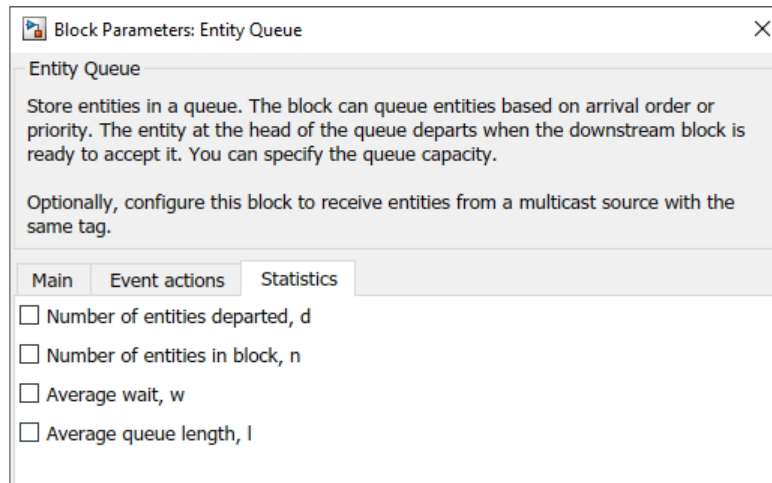 Block Parameters: Entity Queue
Entity Queue
Store entities in a queue. The block can queue entities based on arrival order or
priority. The entity at the head of the queue departs when the downstream block is
ready to accept it. You can specify the queue capacity.
Optionally, configure this block to receive entities from a multicast source with the
same tag.
Main Event actions Statistics
Number of entities departed, d
Number of entities in block, n
Average wait, w
Average queue length, l